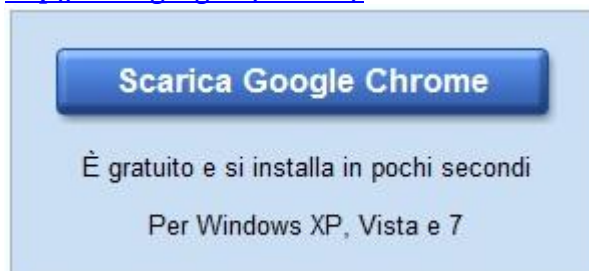 Scarica Google Chrome
È gratuito e si installa in pochi secondi
Per Windows XP, Vista e 7